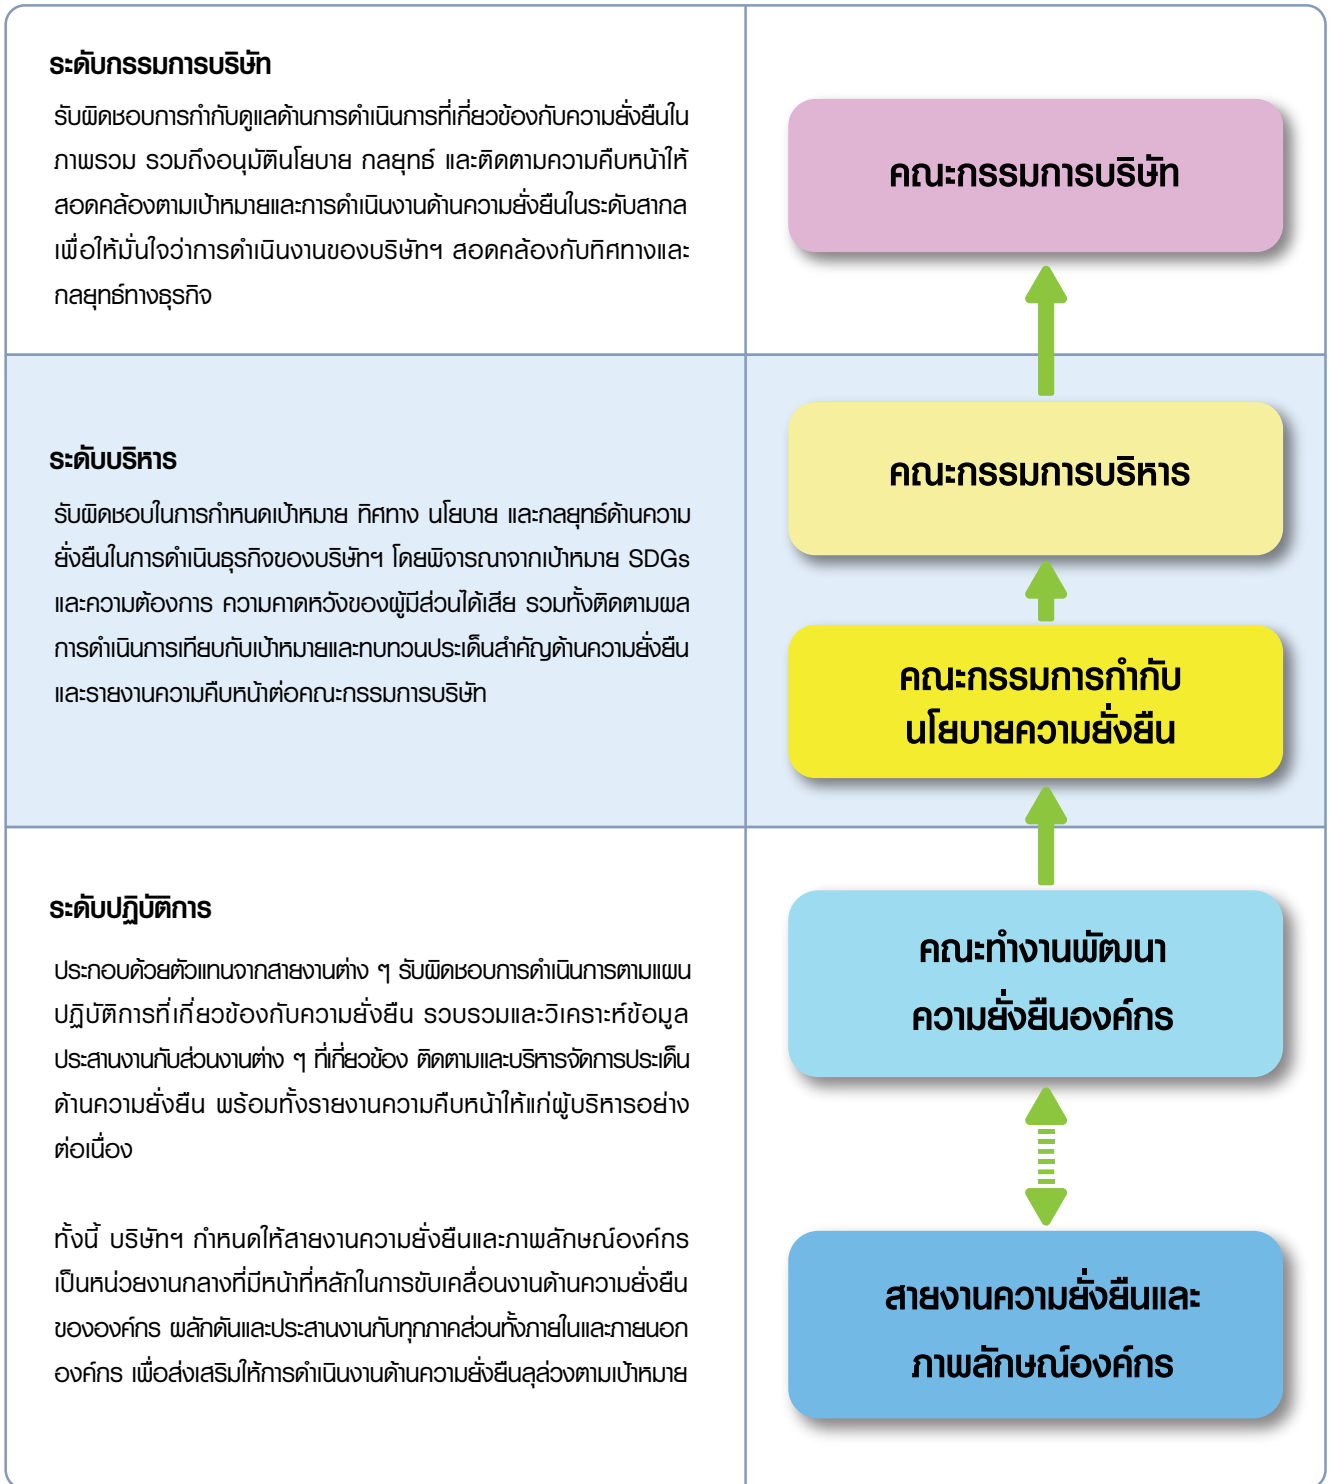 ระดับกรรมการบริษัท
รับผิดชอบการกำกับดูแลด้านการดำเนินการที่เกี่ยวข้องกับความยั่งยืนใน
ภาพรวม รวมถึงอนุมัตินโยบาย กลยุทธ์ และติดตามความคืบหน้าให้
สอดคล้องตามเป้าหมายและการดำเนินงานด้านความยั่งยืนในระดับสากล
เพื่อให้มั่นใจว่าการดำเนินงานของบริษัทฯ สอดคล้องกับทิศทางและ
กลยุทธ์ทางธุรกิจ
คณะกรรมการบริษัท
ระดับบริหาร
รับผิดชอบในการกำหนดเป้าหมาย ทิศทาง นโยบาย และกลยุทธ์ด้านความ
ยั่งยืนในการดำเนินธุรกิจของบริษัทฯ โดยพิจารณาจากเป้าหมาย SDGs
และความต้องการ ความคาดหวังของผู้มีส่วนได้เสีย รวมทั้งติดตามผล
การดำเนินการเทียบกับเป้าหมายและทบทวนประเด็นสำคัญด้านความยั่งยืน
และรายงานความคืบหน้าต่อคณะกรรมการบริษัท
คณะกรรมการบริหาร
คณะกรรมการกำกับ
นโยบายความยั่งยืน
ระดับปฏิบัติการ
ประกอบด้วยตัวแทนจากสายงานต่าง ๆ รับผิดชอบการดำเนินการตามแผน
ปฏิบัติการที่เกี่ยวข้องกับความยั่งยืน รวบรวมและวิเคราะห์ข้อมูล
ประสานงานกับส่วนงานต่าง ๆ ที่เกี่ยวข้อง ติดตามและบริหารจัดการประเด็น
ด้านความยั่งยืน พร้อมทั้งรายงานความคืบหน้าให้แก่ผู้บริหารอย่าง
ต่อเนื่อง
ทั้งนี้ บริษัทฯ กำหนดให้สายงานความยั่งยืนและภาพลักษณ์องค์กร
เป็นหน่วยงานกลางที่มีหน้าที่หลักในการขับเคลื่อนงานด้านความยั่งยืน
ขององค์กร ผลักดันและประสานงานกับทุกภาคส่วนทั้งภายในและภายนอก
องค์กร เพื่อส่งเสริมให้การดำเนินงานด้านความยั่งยืนลุล่วงตามเป้าหมาย
คณะทำงานพัฒนา
ความยั่งยืนองค์กร
สายงานความยั่งยืนและ
ภาพลักษณ์องค์กร